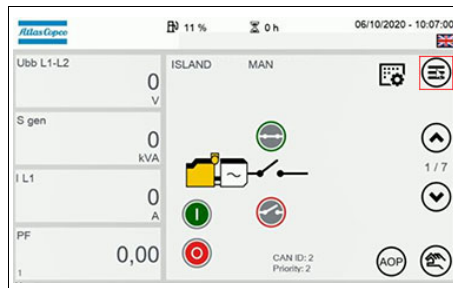 Atlas Copco
11 %
0 h
06/10/2020 - 10:07:00
Ubb L1-L2
0
V
S gen
0
kVA
I L1
0
A
PF
0,00
1
ISLAND
MAN
1 / 7
I
O
CAN ID: 2
Priority: 2
AOP